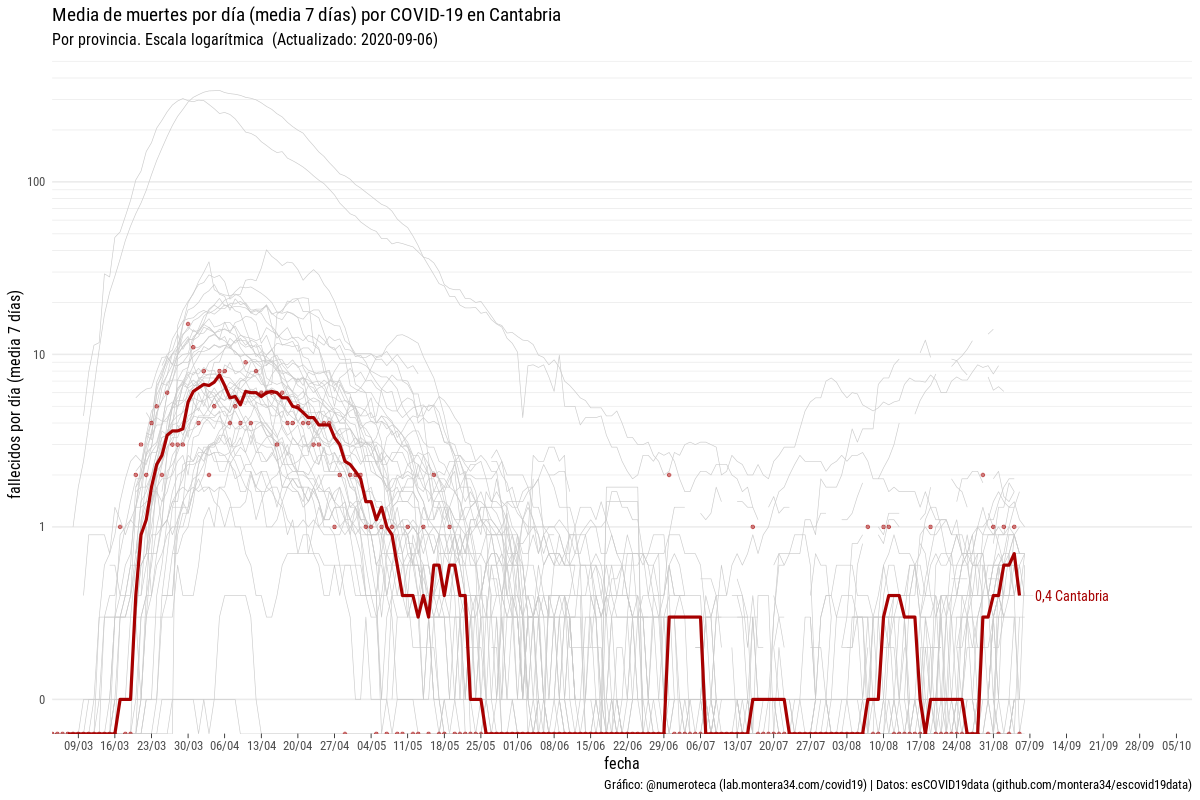 Media de muertes por día (media 7 días) por COVID-19 en Cantabria
Por provincia. Escala logarítmica (Actualizado: 2020-09-06)
fallecidos por día (media 7 días)
100
10
1
0
0,4 Cantabria
09/03 16/03 23/03 30/03 06/04 13/04 20/04 27/04 04/05 11/05 18/05 25/05 01/06 08/06 15/06 22/06 29/06 06/07 13/07 20/07 27/07 03/08 10/08 17/08 24/08 31/08 07/09 14/09 21/09 28/09 05/10
fecha
Gráfico: @numeroteca (lab.montera34.com/covid19) | Datos: esCOVID19data (github.com/montera34/escovid19data)